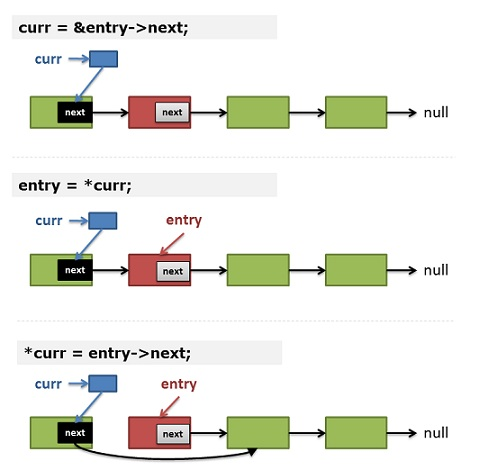 curr = &entry->next;
curr
next next null
entry = *curr;
curr entry
next next null
*curr = entry->next;
curr entry
next next null